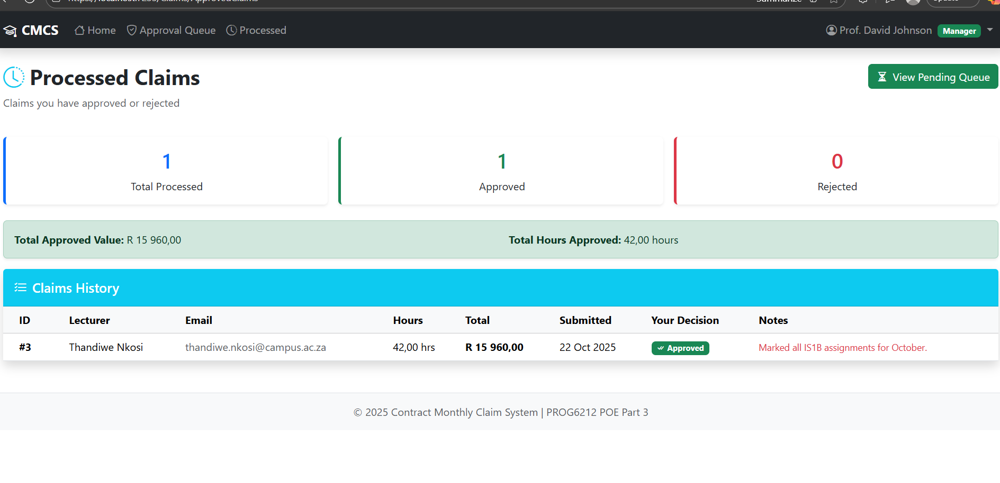 CMCS Home Approval Queue Processed Prof. David Johnson Manager
Processed Claims
View Pending Queue
Claims you have approved or rejected
1 1 0
Total Processed Approved Rejected
Total Approved Value: R 15 960,00 Total Hours Approved: 42,00 hours
Claims History
ID Lecturer Email Hours Total Submitted Your Decision Notes
#3 Thandiwe Nkosi thandiwe.nkosi@campus.ac.za 42,00 hrs R 15 960,00 22 Oct 2025 Approved Marked all IS1B assignments for October.
© 2025 Contract Monthly Claim System | PROG6212 POE Part 3